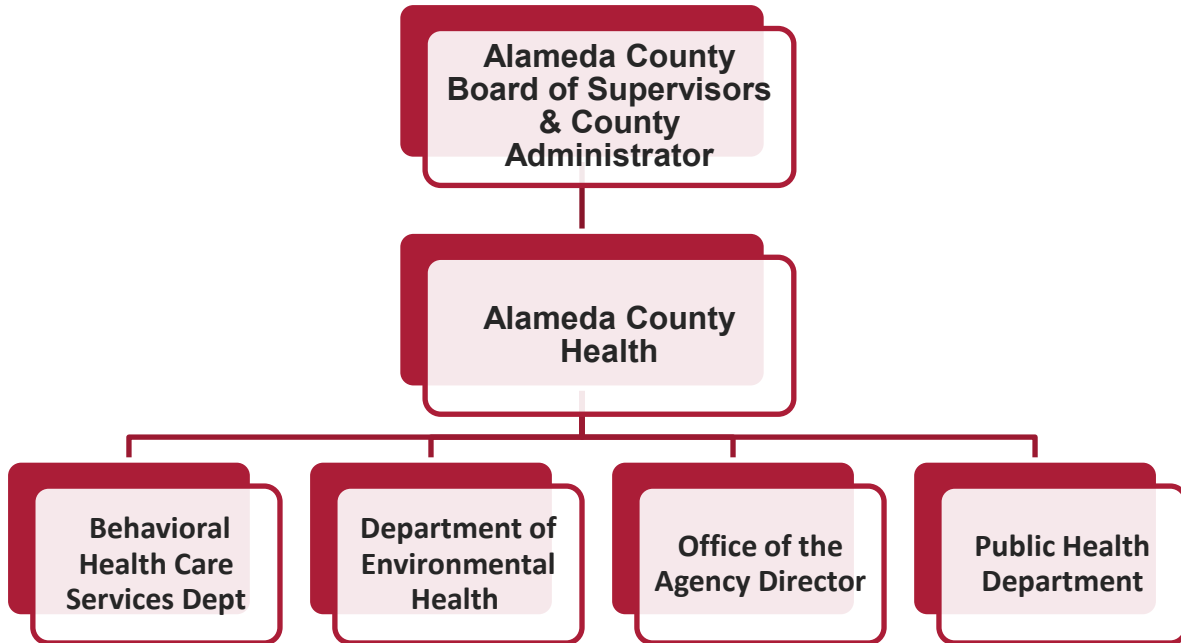 Alameda County
Board of Supervisors
& County
Administrator
Alameda County
Health
Behavioral
Health Care
Services Dept
Department of
Environmental
Health
Office of the
Agency Director
Public Health
Department